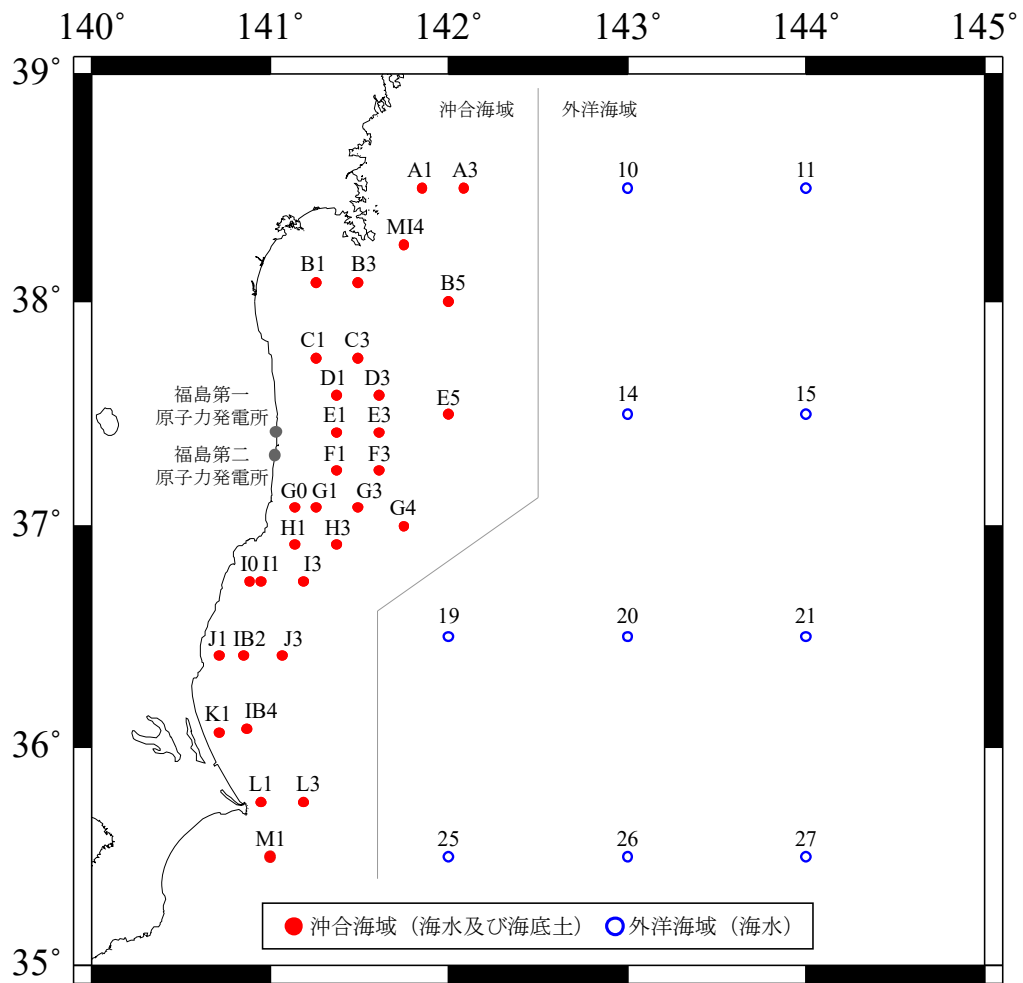 140° 141° 142° 143° 144° 145°
39°
沖合海域 外洋海域
A1 A3 10 11
MI4
B1 B3 B5
38°
C1 C3
D1 D3
福島第一
原子力発電所
E1 E3 E5 14 15
福島第二
原子力発電所
F1 F3
G0 G1 G3 G4
37°
H1 H3
I0 I1 I3
19 20 21
J1 IB2 J3
K1 IB4
36°
L1 L3
M1 25 26 27
沖合海域（海水及び海底土） 外洋海域（海水）
35°